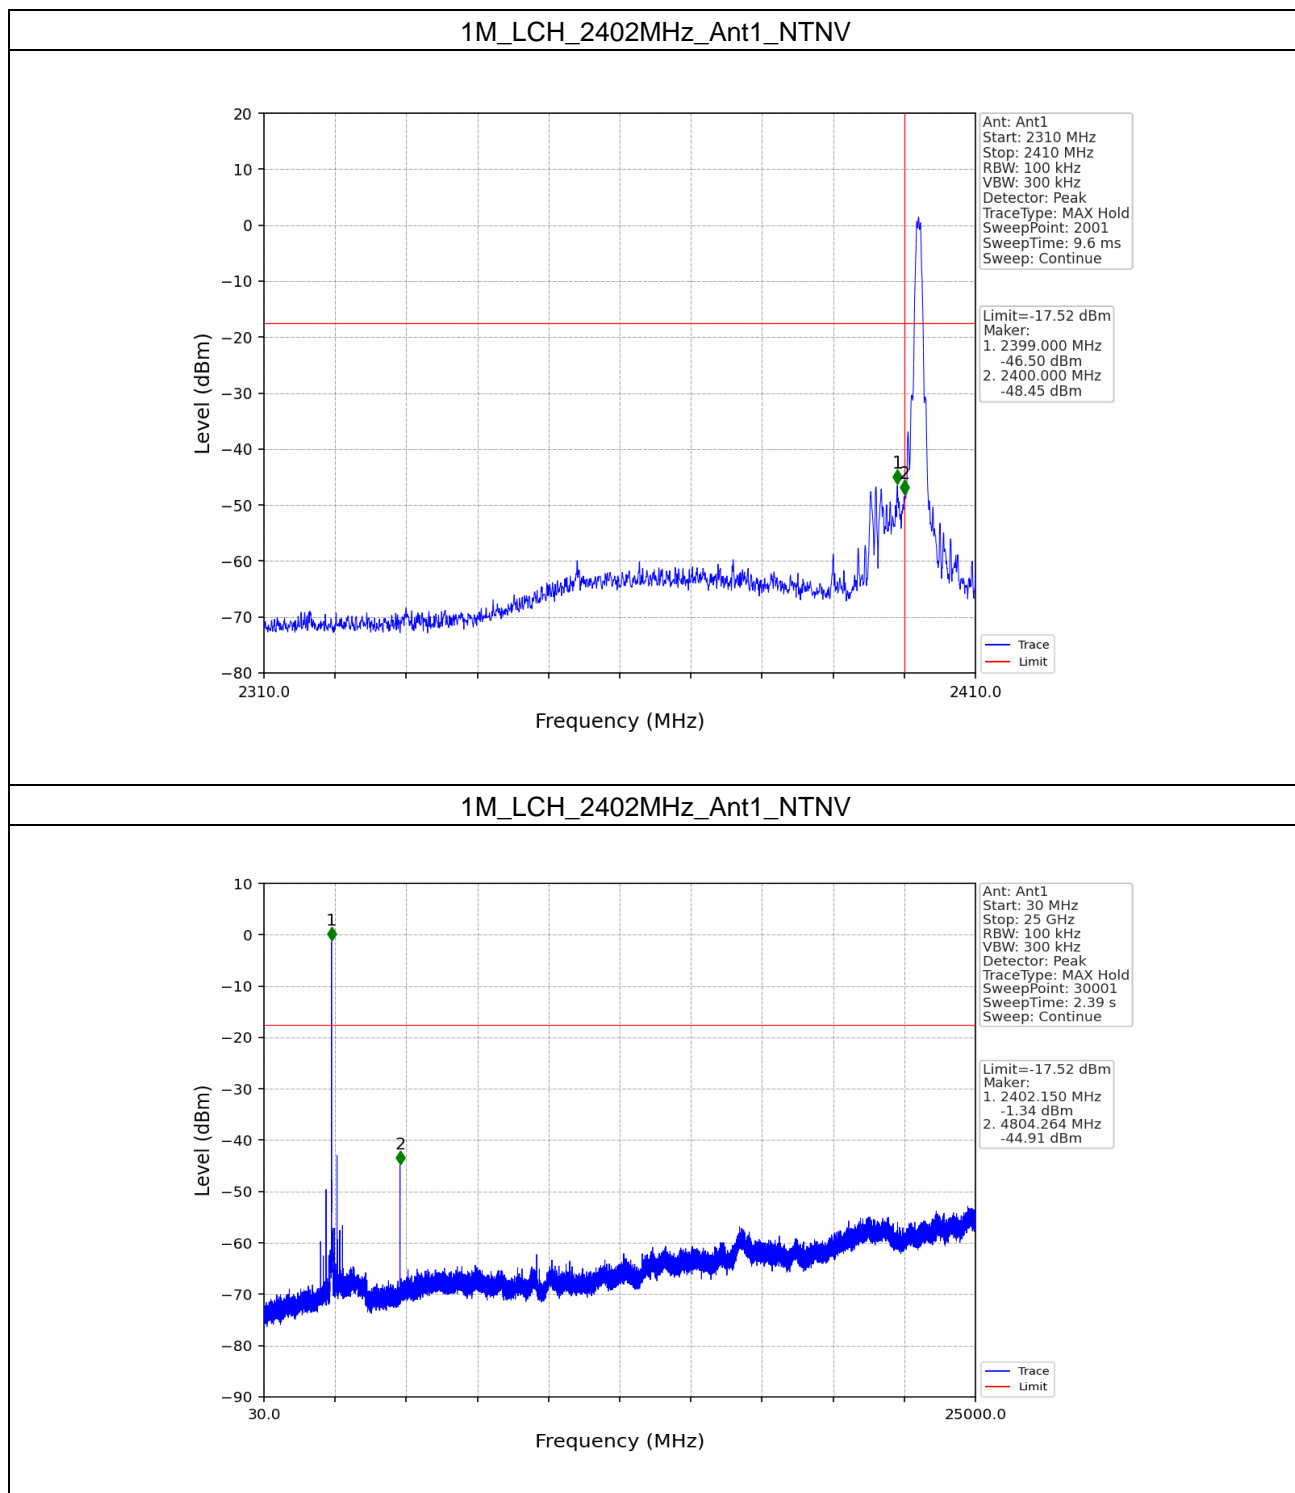 1M_LCH_2402MHz_Ant1_NTNV
20
10
0
−10
−20
−30
−40
−50
−60
−70
−80
Level (dBm)
2310.0
2410.0
Frequency (MHz)
1
2
Ant: Ant1
Start: 2310 MHz
Stop: 2410 MHz
RBW: 100 kHz
VBW: 300 kHz
Detector: Peak
TraceType: MAX Hold
SweepPoint: 2001
SweepTime: 9.6 ms
Sweep: Continue
Limit=-17.52 dBm
Maker:
1. 2399.000 MHz
-46.50 dBm
2. 2400.000 MHz
-48.45 dBm
Trace
Limit
1M_LCH_2402MHz_Ant1_NTNV
10
0
−10
−20
−30
−40
−50
−60
−70
−80
−90
Level (dBm)
30.0
25000.0
Frequency (MHz)
1
2
Ant: Ant1
Start: 30 MHz
Stop: 25 GHz
RBW: 100 kHz
VBW: 300 kHz
Detector: Peak
TraceType: MAX Hold
SweepPoint: 30001
SweepTime: 2.39 s
Sweep: Continue
Limit=-17.52 dBm
Maker:
1. 2402.150 MHz
-1.34 dBm
2. 4804.264 MHz
-44.91 dBm
Trace
Limit